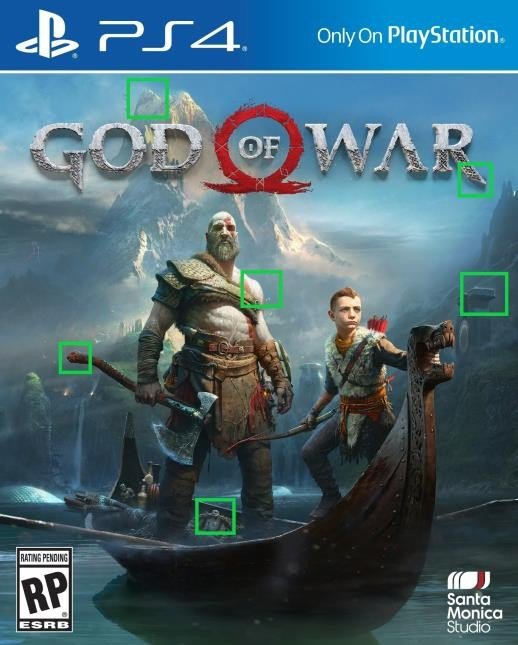 PS4
Only On PlayStation®
GOD OF WAR
RATING PENDING
RP
ESRB
Santa
Monica
Studio